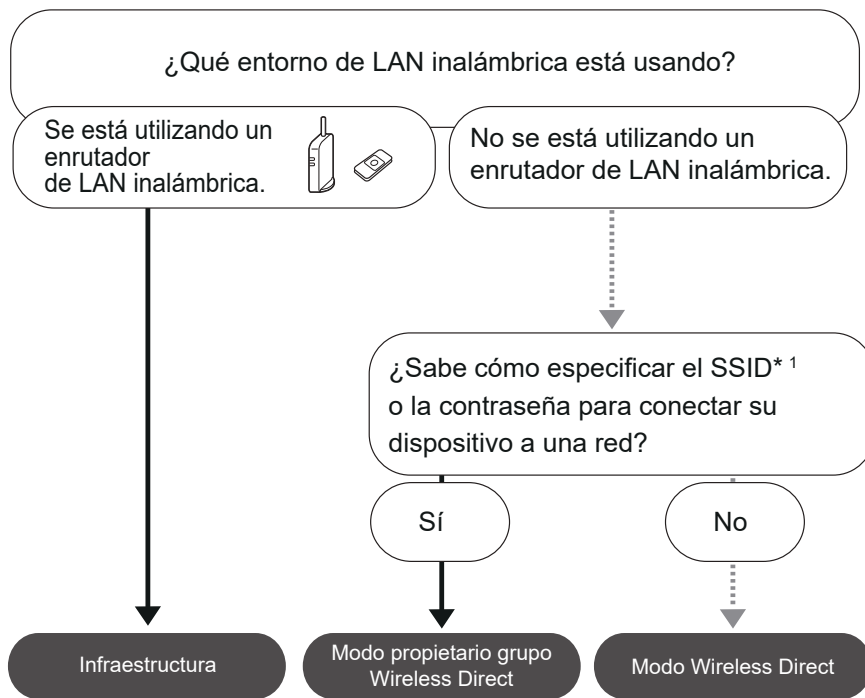 ¿Qué entorno de LAN inalámbrica está usando?
Se está utilizando un
enrutador
de LAN inalámbrica.
No se está utilizando un
enrutador de LAN inalámbrica.
¿Sabe cómo especificar el SSID* 1
o la contraseña para conectar su
dispositivo a una red?
Sí
No
Infraestructura
Modo propietario grupo
Wireless Direct
Modo Wireless Direct